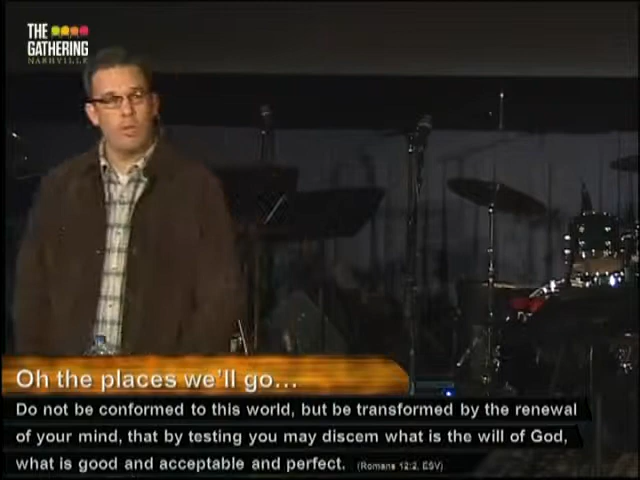 THE
GATHERING
NASHVILLE
Oh the places we'll go...
Do not be conformed to this world, but be transformed by the renewal
of your mind, that by testing you may discern what is the will of God,
what is good and acceptable and perfect. (Romans 12:2, ESV)